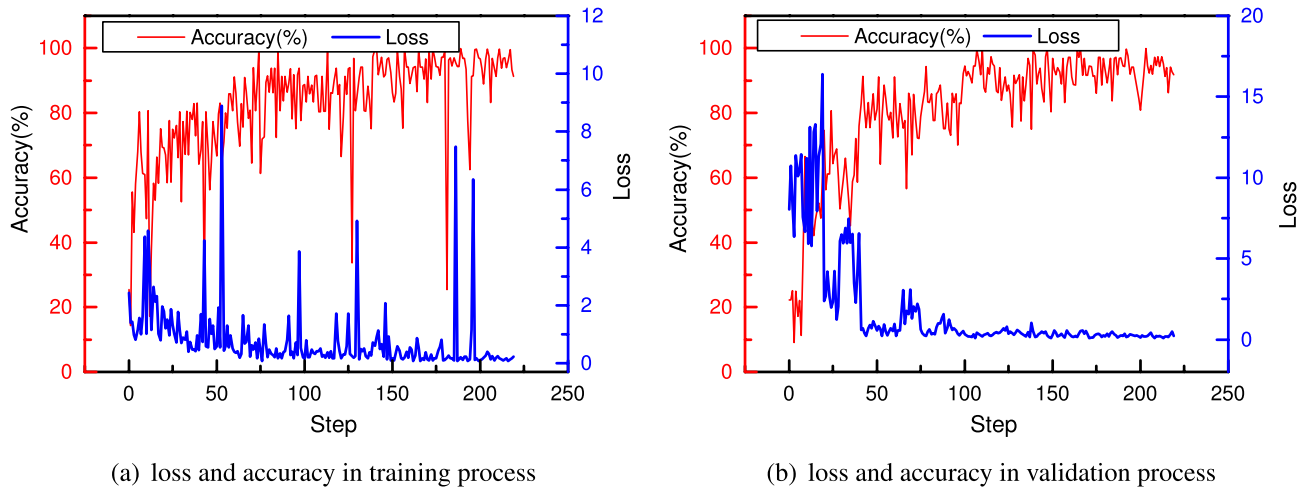 Accuracy(%) Loss
100
80
60
40
20
0
Accuracy(%)
12
10
8
6
4
2
0
Loss
0 50 100 150 200 250
Step
(a) loss and accuracy in training process
Accuracy(%) Loss
100
80
60
40
20
0
Accuracy(%)
20
15
10
5
0
Loss
0 50 100 150 200 250
Step
(b) loss and accuracy in validation process